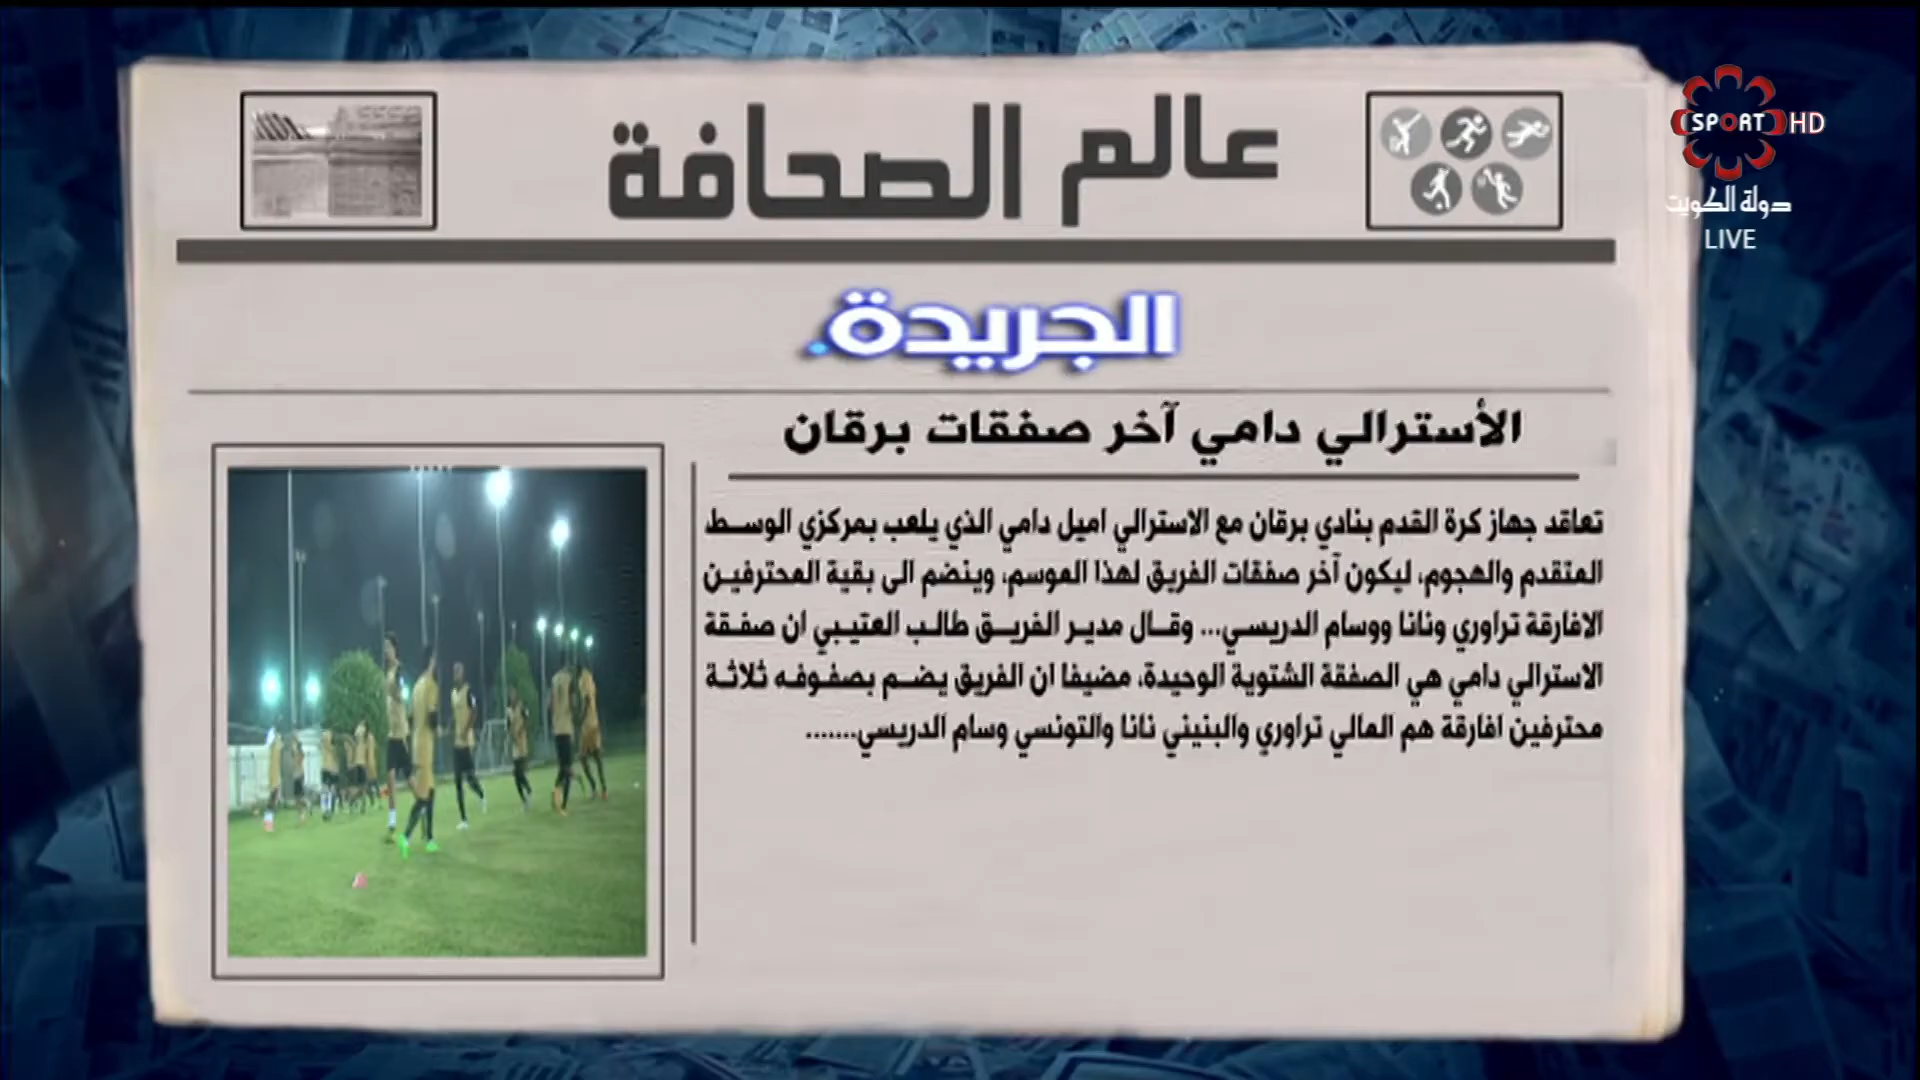 عالم الصحافة
SPORT HD
دولة الكويت
LIVE
الجريدة.
الأسترالي دامي آخر صفقات برقان
تعاقد جهاز كرة القدم بنادي برقان مع الاسترالي اميل دامي الذي يلعب بمركزي الوسط
المتقدم والهجوم، ليكون آخر صفقات الفريق لهذا الموسم، وينضم الى بقية المحترفين
الافارقة تراوري ونانا ووسام الدريسي... وقال مدير الفريق طالب العتيبي ان صفقة
الاسترالي دامي هي الصفقة الشتوية الوحيدة، مضيفا ان الفريق يضم بصفوفه ثلاثة
محترفين افارقة هم المالي تراوري والبنيني نانا والتونسي وسام الدريسي.......